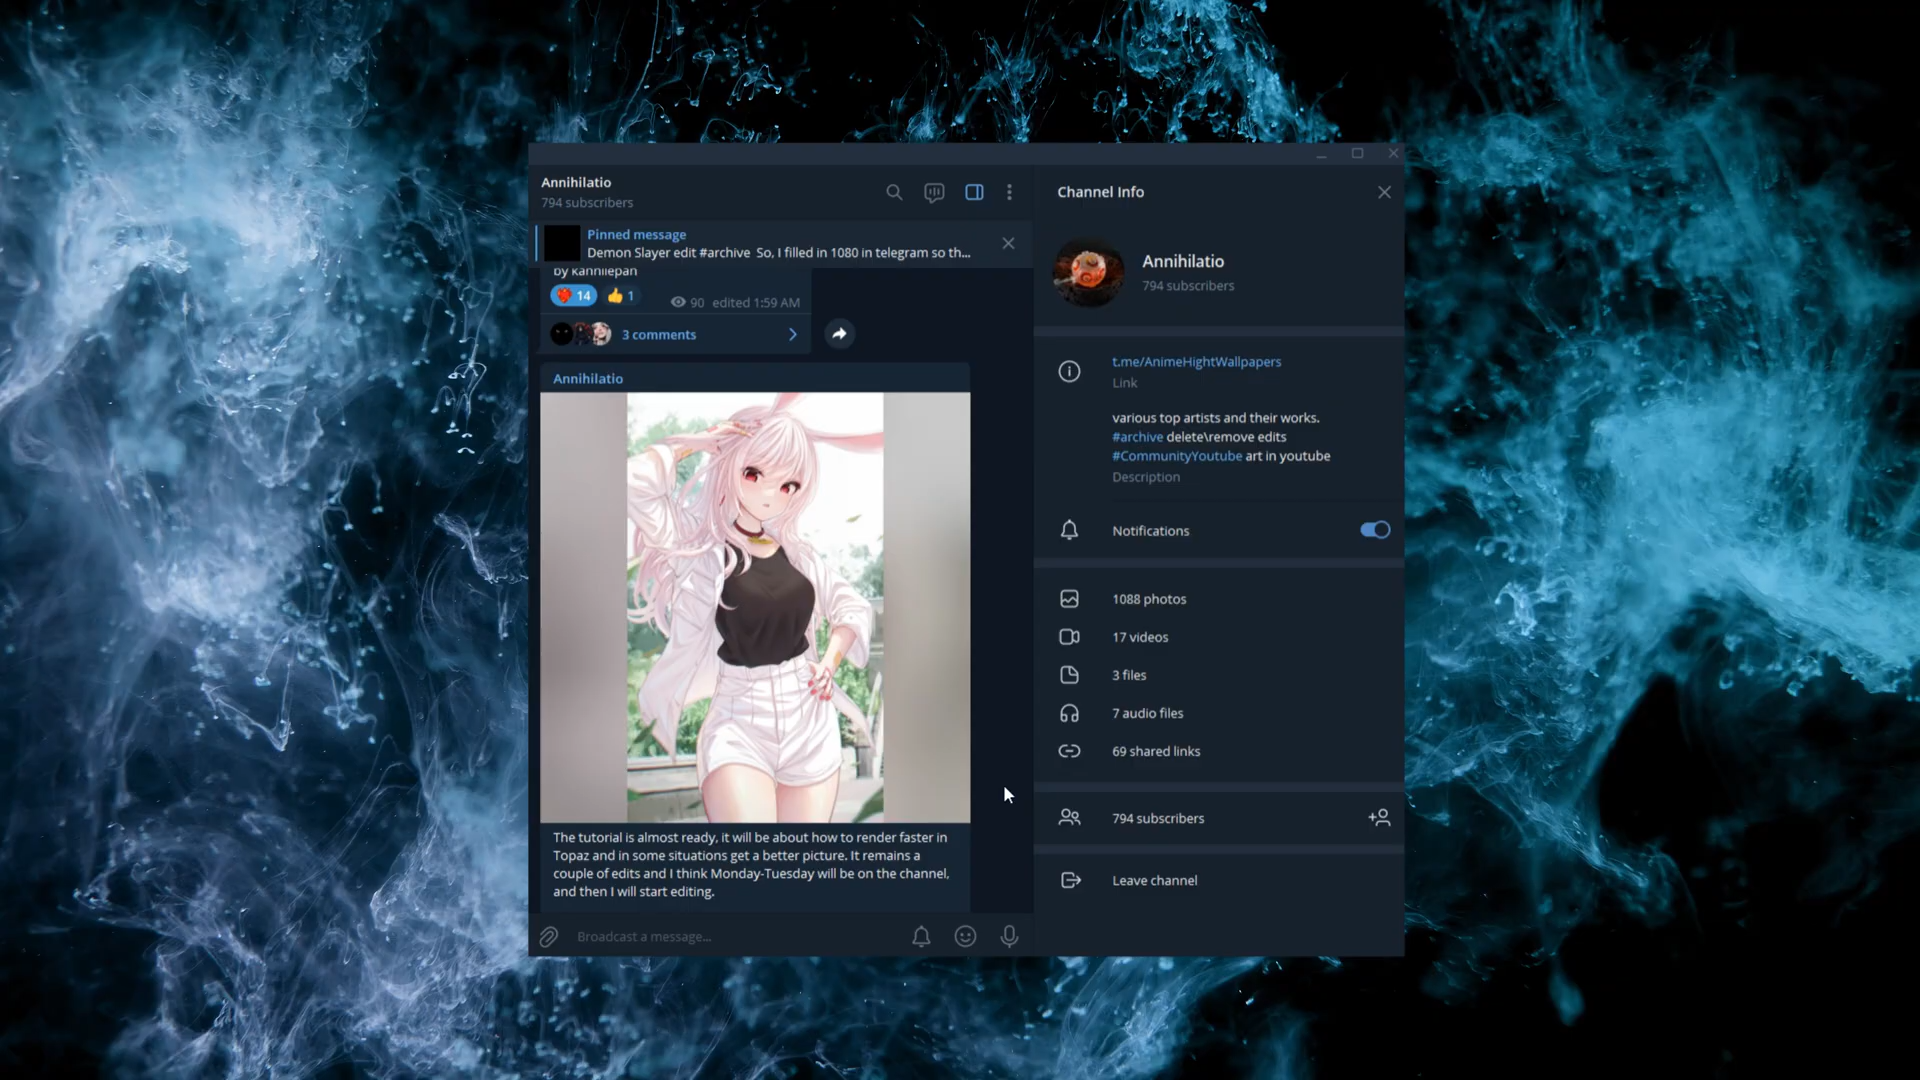 Annihilatio
794 subscribers
Pinned message
Demon Slayer edit #archive So, I filled in 1080 in telegram so th...
by kanniiepan
14
1
90 edited 1:59 AM
3 comments
Annihilatio
The tutorial is almost ready, it will be about how to render faster in
Topaz and in some situations get a better picture. It remains a
couple of edits and I think Monday-Tuesday will be on the channel,
and then I will start editing.
Broadcast a message...
Channel Info
Annihilatio
794 subscribers
t.me/AnimeHightWallpapers
Link
various top artists and their works.
#archive delete\remove edits
#CommunityYoutube art in youtube
Description
Notifications
1088 photos
17 videos
3 files
7 audio files
69 shared links
794 subscribers
Leave channel